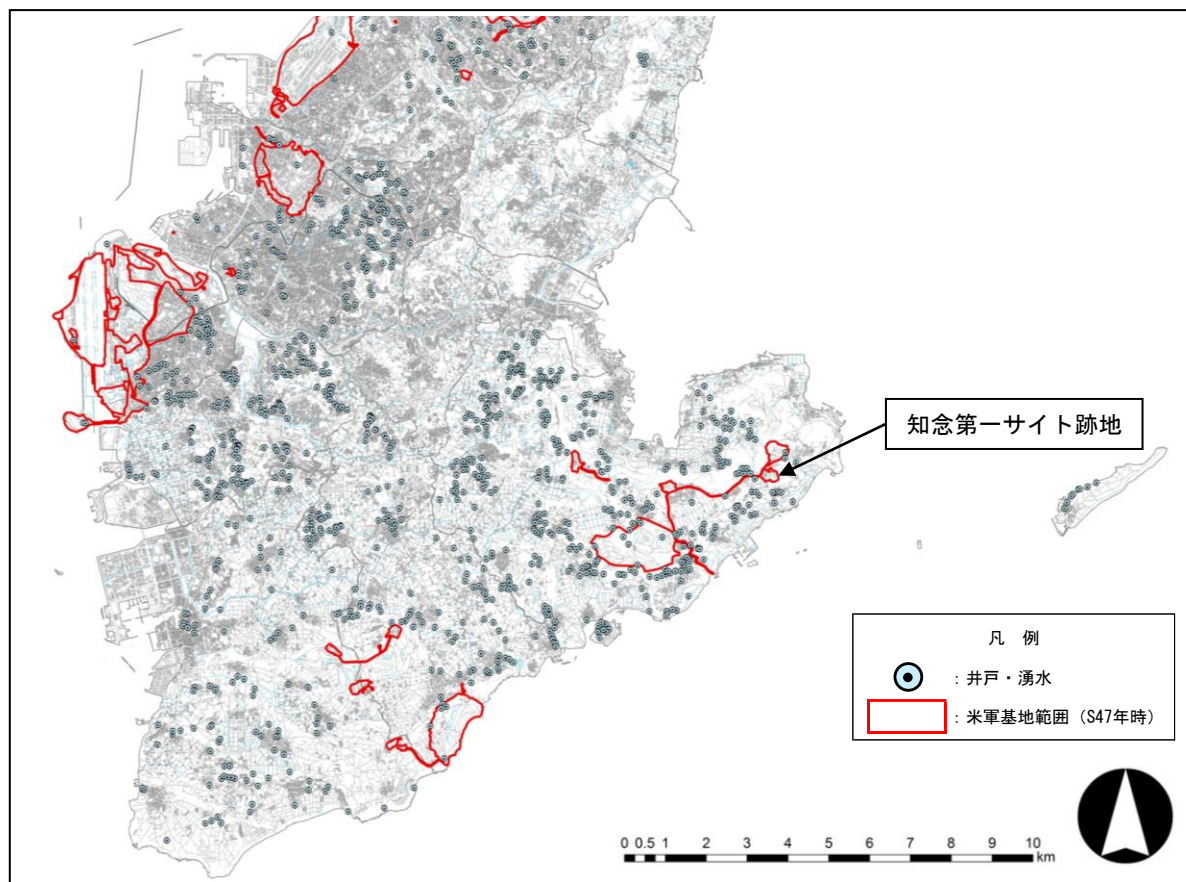 知念第一サイト跡地
凡　例
：井戸・湧水
：米軍基地範囲（S47年時）
0 0.5 1 2 3 4 5 6 7 8 9 10
km